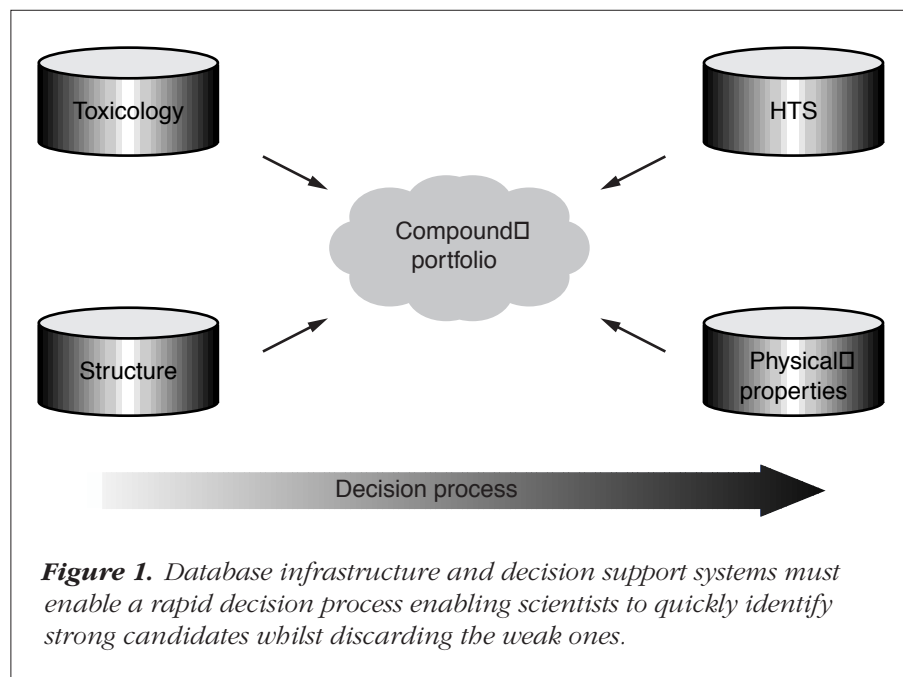 Toxicology
HTS
Compound
portfolio
Structure
Physical
properties
Decision process
Figure 1. Database infrastructure and decision support systems must
enable a rapid decision process enabling scientists to quickly identify
strong candidates whilst discarding the weak ones.